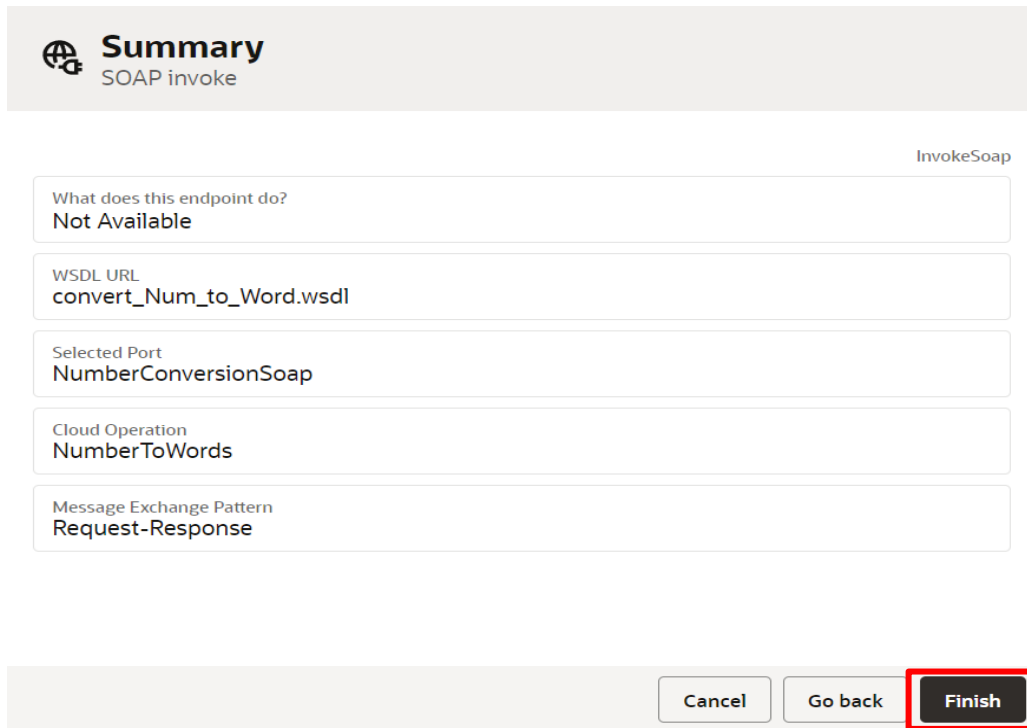 Summary
SOAP invoke
InvokeSoap
What does this endpoint do?
Not Available
WSDL URL
convert_Num_to_Word.wsdl
Selected Port
NumberConversionSoap
Cloud Operation
NumberToWords
Message Exchange Pattern
Request-Response
Cancel Go back Finish